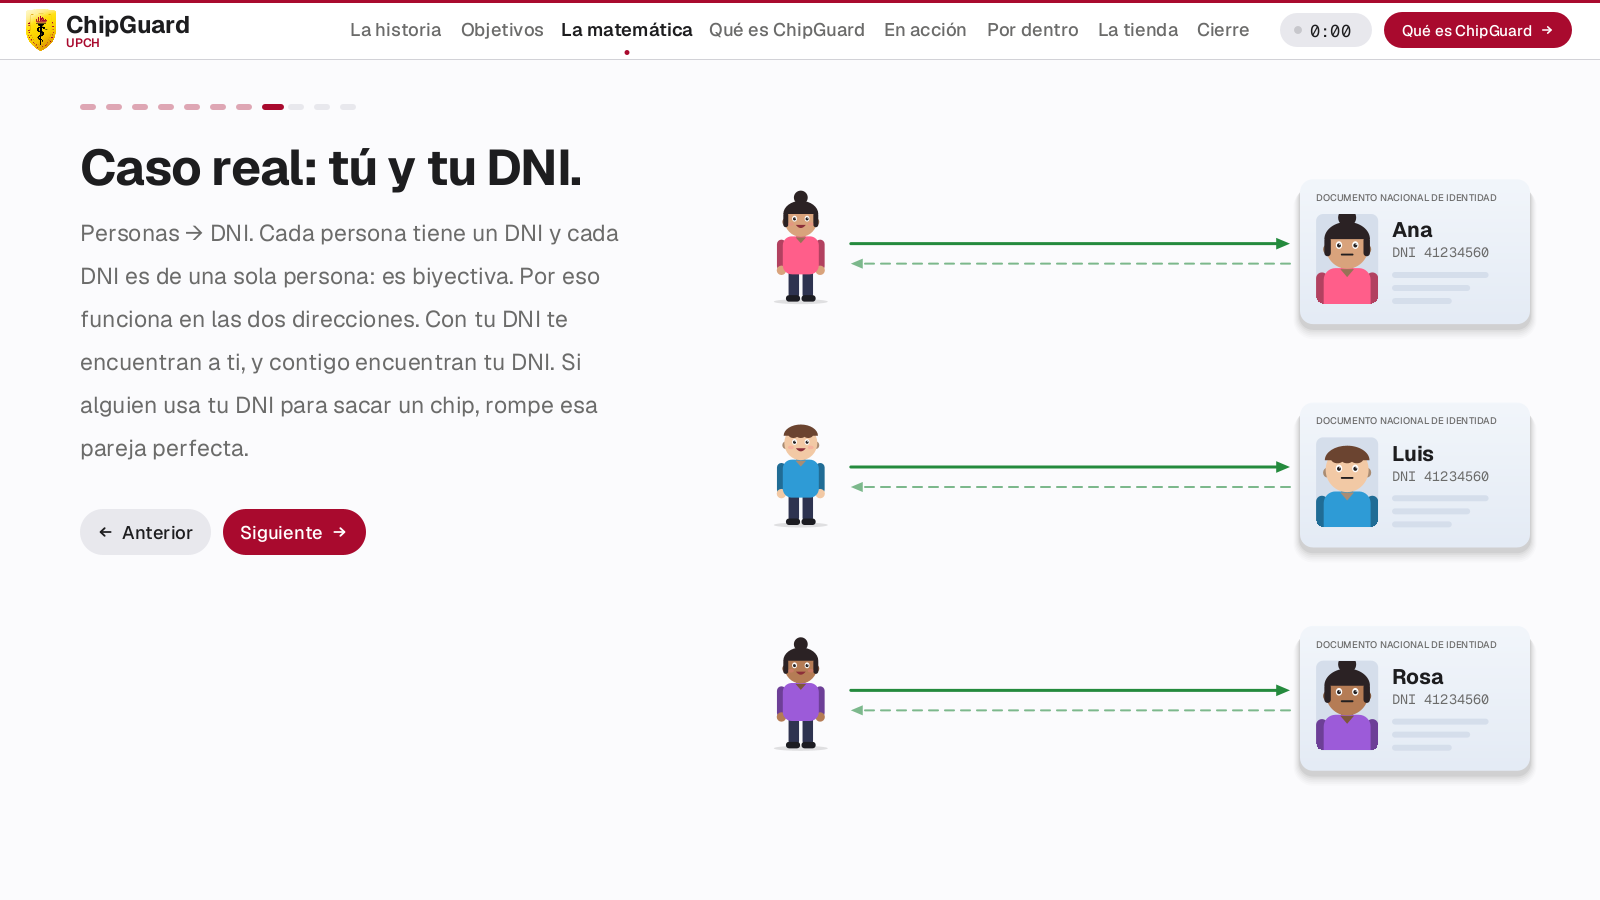 ChipGuard
UPCH
La historia
Objetivos
La matemática
Qué es ChipGuard
En acción
Por dentro
La tienda
Cierre
0:00
Qué es ChipGuard →
Caso real: tú y tu DNI.
Personas → DNI. Cada persona tiene un DNI y cada
DNI es de una sola persona: es bivectiva. Por eso
funciona en las dos direcciones. Con tu DNI te
encuentran a ti, y contigo encuentran tu DNI. Si
alguien usa tu DNI para sacar un chip, rompe esa
pareja perfecta.
← Anterior
Siguiente →
DOCUMENTO NACIONAL DE IDENTIDAD
Ana
DNI 41234560
DOCUMENTO NACIONAL DE IDENTIDAD
Luis
DNI 41234560
DOCUMENTO NACIONAL DE IDENTIDAD
Rosa
DNI 41234560